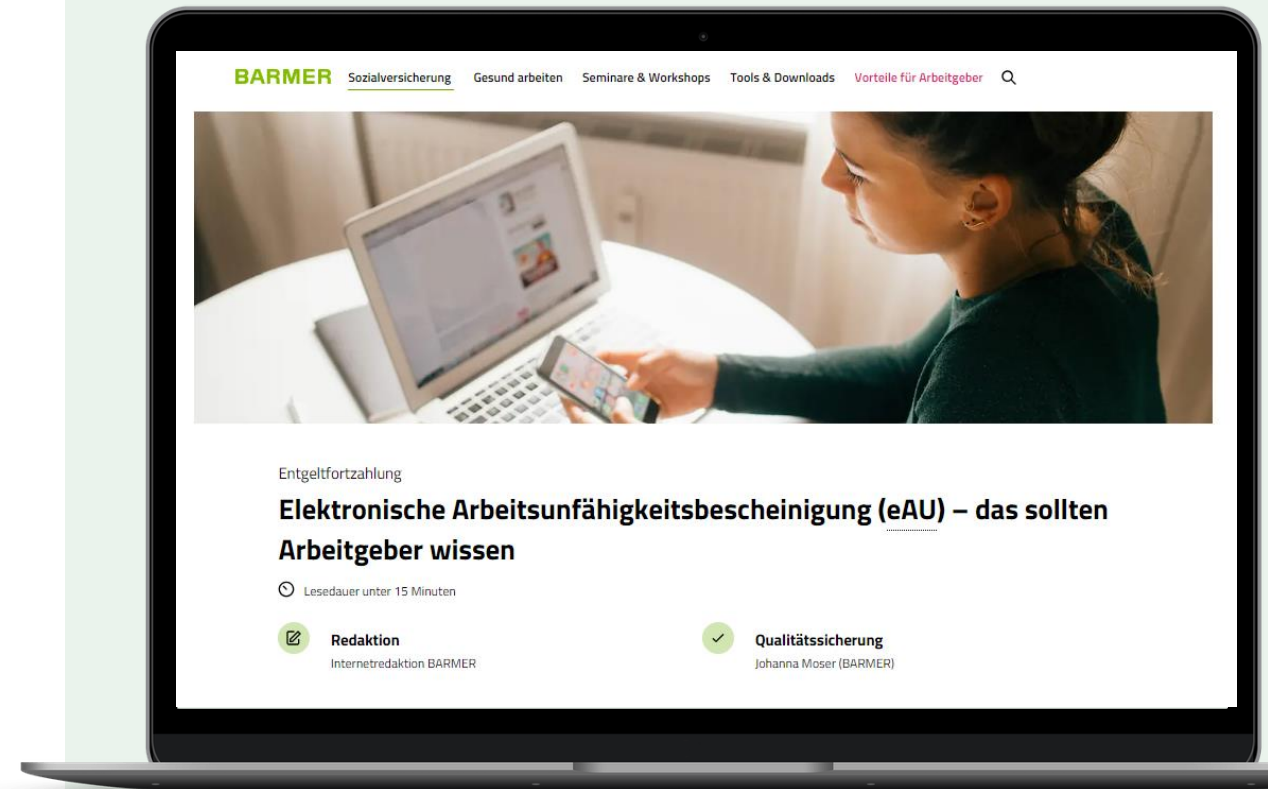 BARMER Sozialversicherung Gesund arbeiten Seminare & Workshops Tools & Downloads Vorteile für Arbeitgeber
Entgeltfortzahlung
Elektronische Arbeitsunfähigkeitsbescheinigung (eAU) – das sollten
Arbeitgeber wissen
Lesedauer unter 15 Minuten
Redaktion
Internetredaktion BARMER
Qualitätssicherung
Johanna Moser (BARMER)